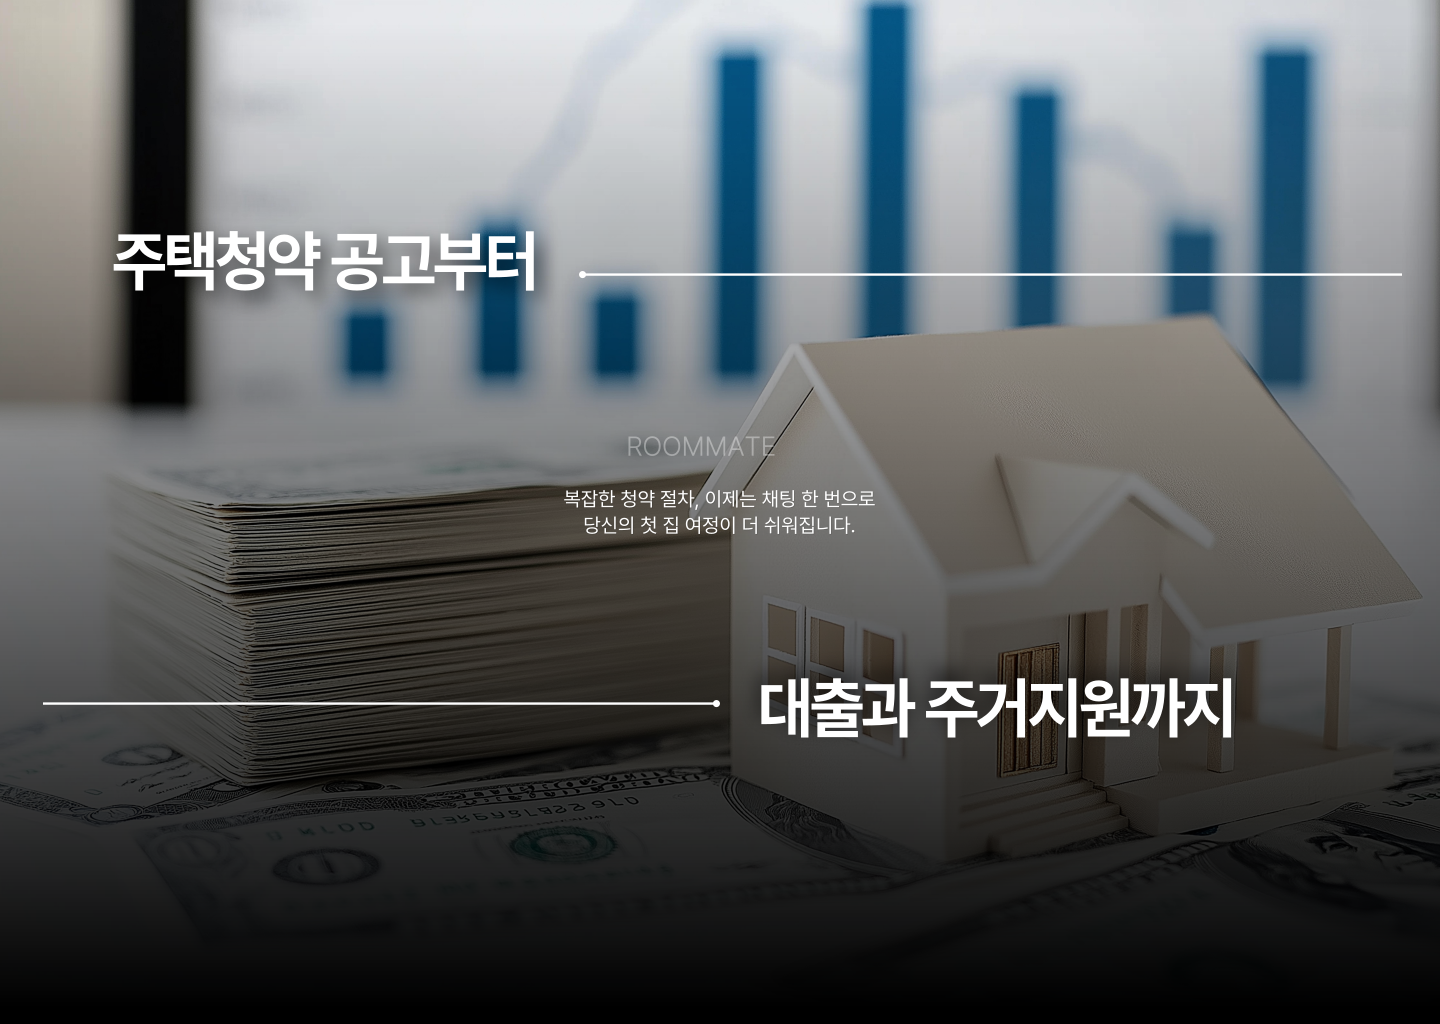 주택청약 공고부터
ROOMMATE
복잡한 청약 절차, 이제는 채팅 한 번으로
당신의 첫 집 여정이 더 쉬워집니다.
대출과 주거지원까지